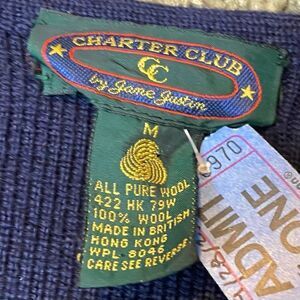 CHARTER CLUB
CC
by Jane Justin
M
ALL PURE WOOL
422 HK 79W
100% WOOL
MADE IN BRITISH
HONG KONG
WPL 8046
CARE SEE REVERSE
970
ADMIT
ONE